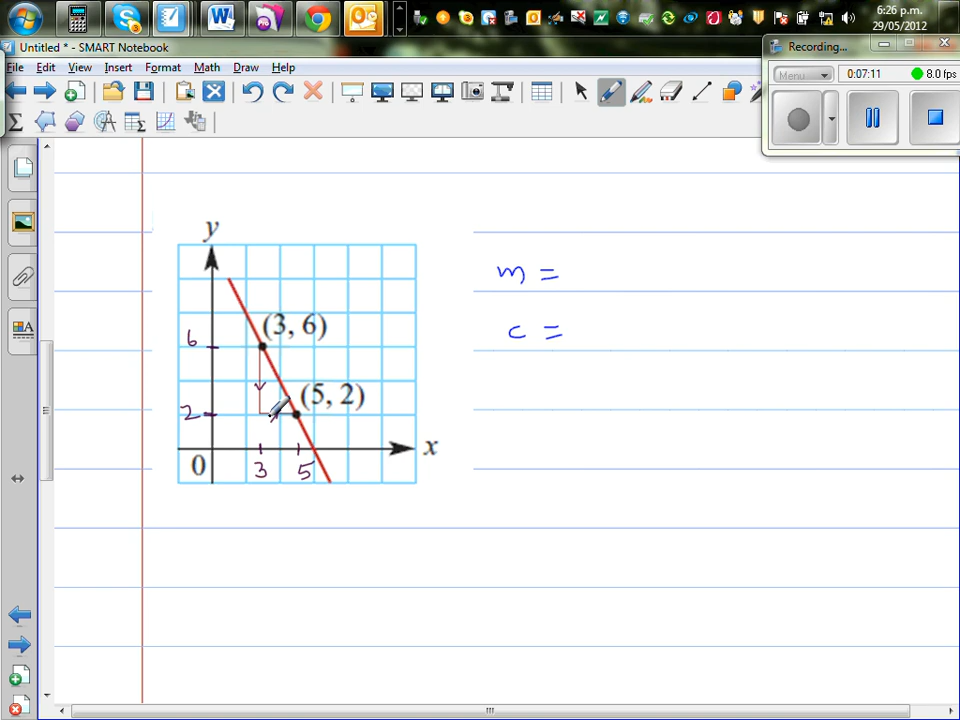 6:26 p.m.
29/05/2012
Untitled * - SMART Notebook
Recording...
File Edit View Insert Format Math Draw Help
Menu
0:07:11
8.0 fps
y
(3, 6)
6
(5, 2)
2
x
0
3
5
m =
c =